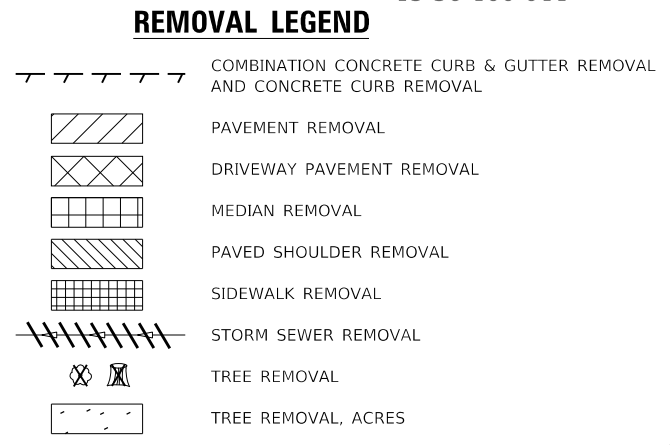 REMOVAL LEGEND
COMBINATION CONCRETE CURB & GUTTER REMOVAL
AND CONCRETE CURB REMOVAL
PAVEMENT REMOVAL
DRIVEWAY PAVEMENT REMOVAL
MEDIAN REMOVAL
PAVED SHOULDER REMOVAL
SIDEWALK REMOVAL
STORM SEWER REMOVAL
TREE REMOVAL
TREE REMOVAL, ACRES